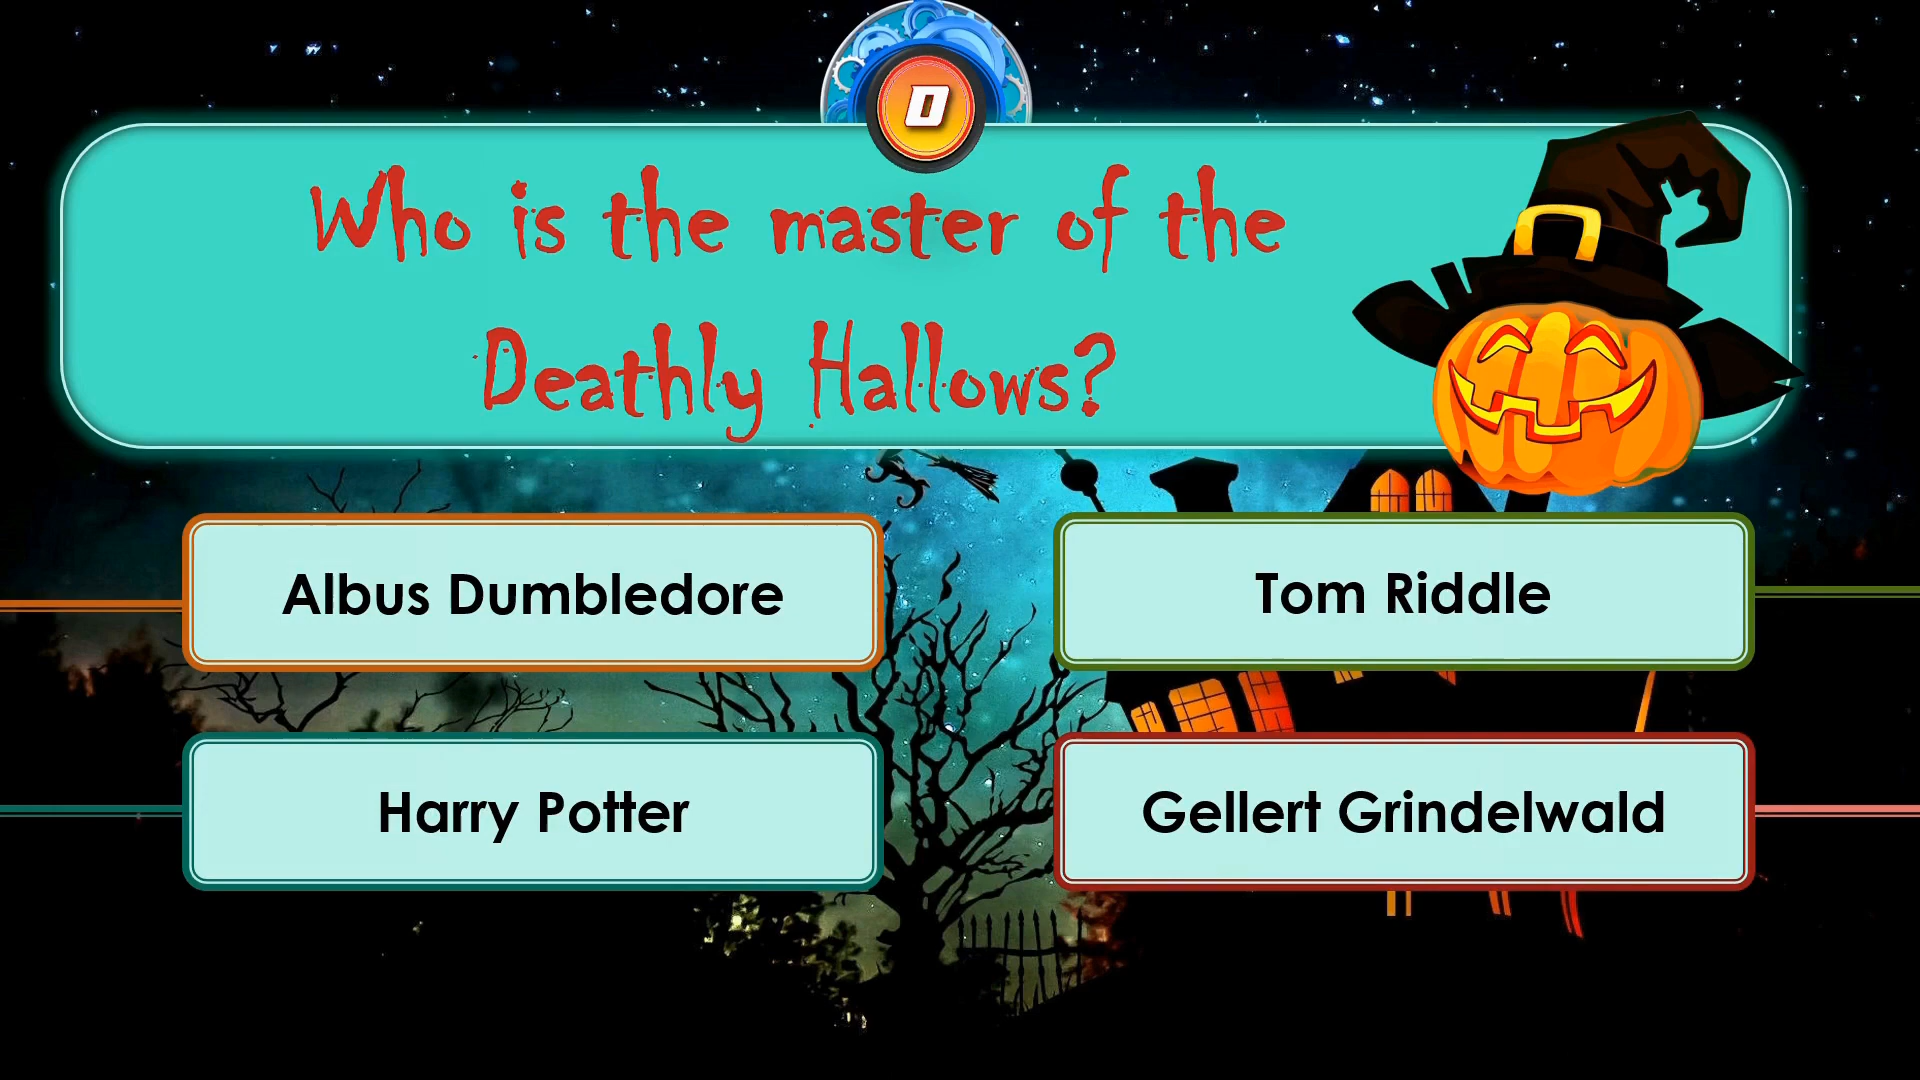 0
Who is the master of the
Deathly Hallows?
Albus Dumbledore
Tom Riddle
Harry Potter
Gellert Grindelwald